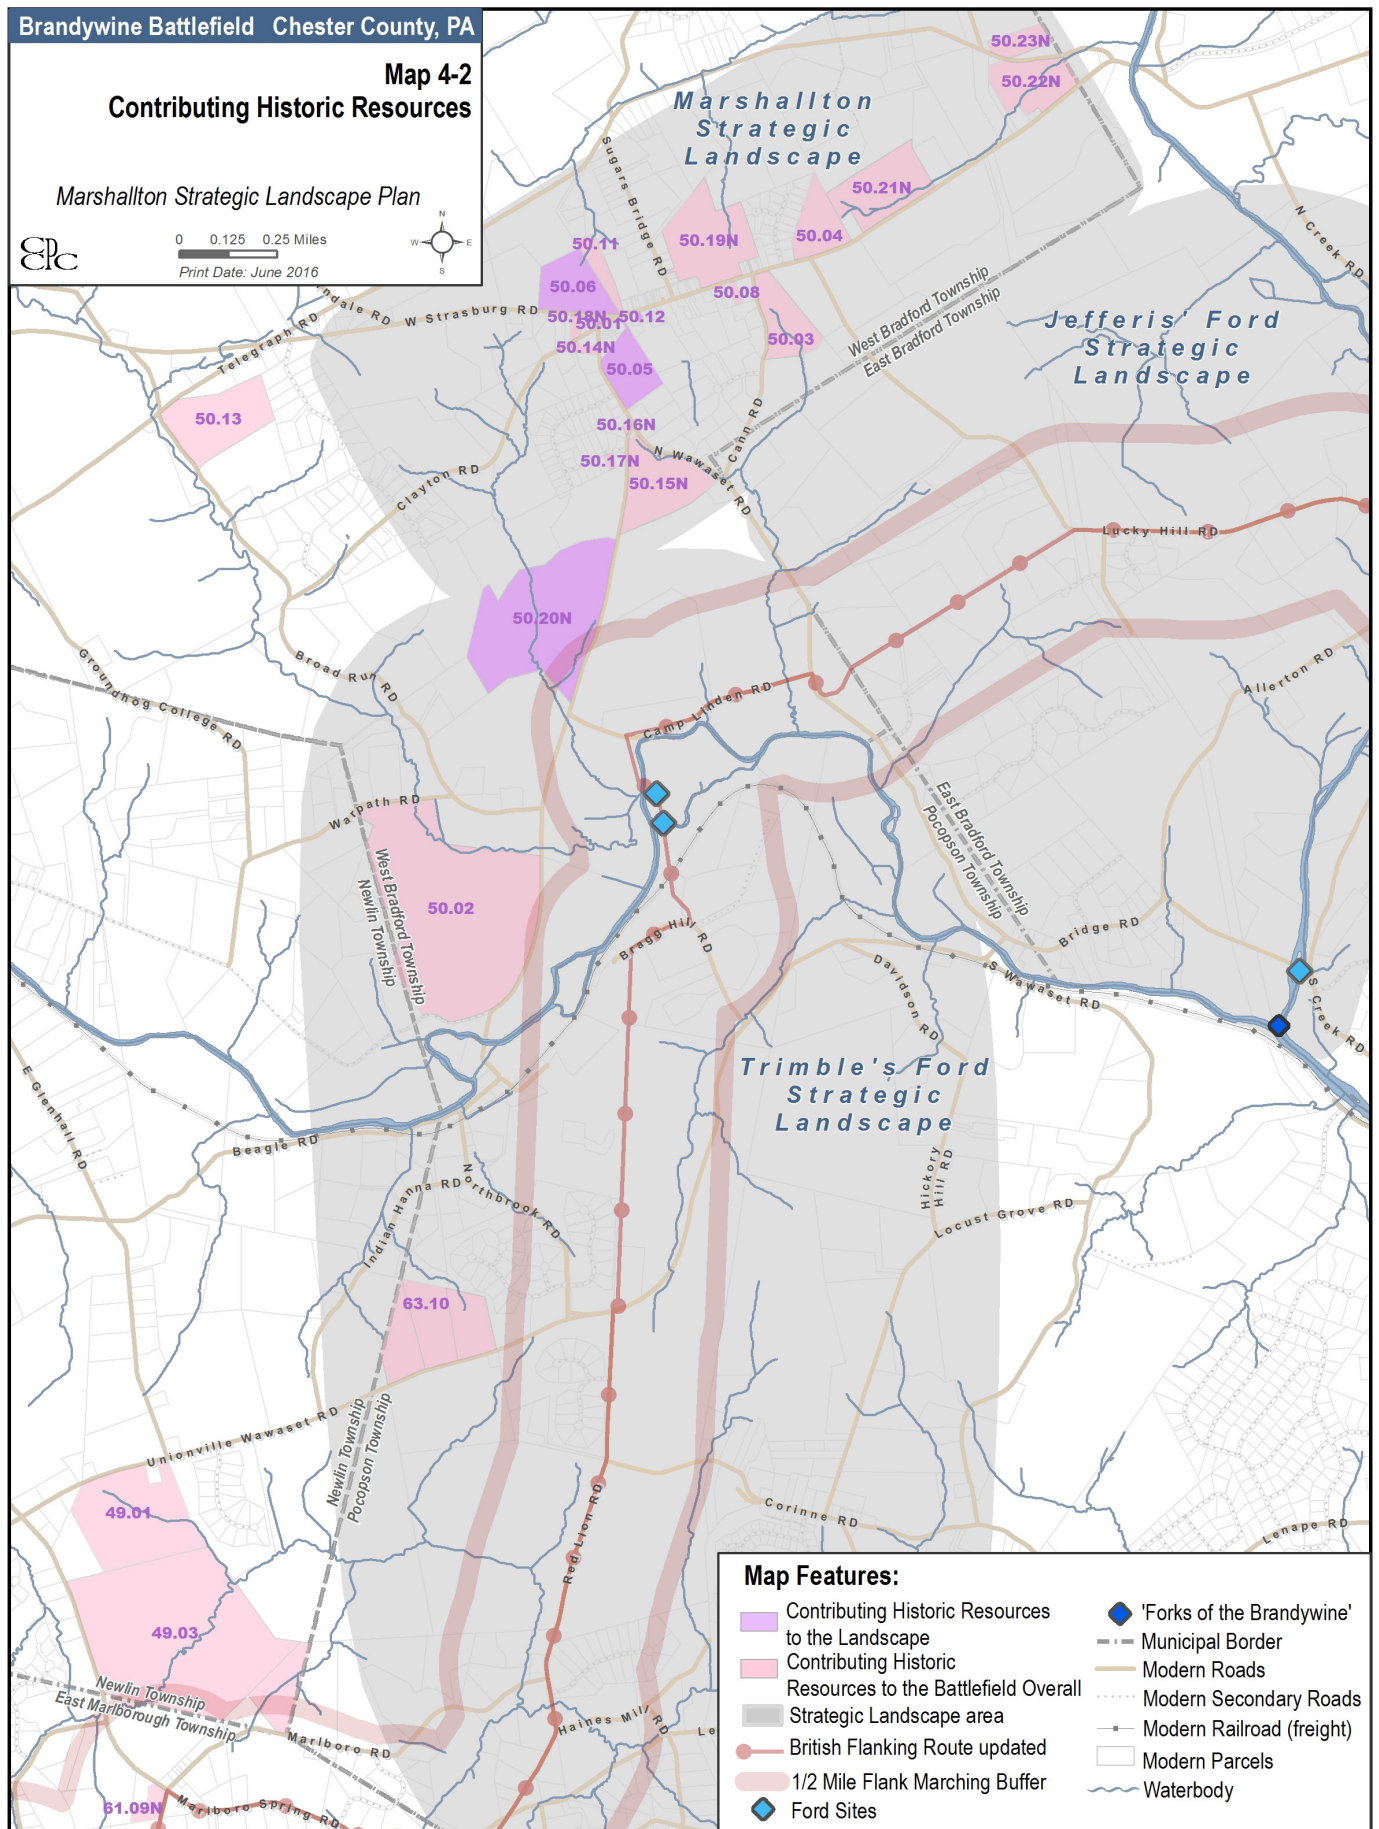 Brandywine Battlefield Chester County, PA
Map 4-2
Contributing Historic Resources
Marshallton Strategic Landscape Plan
N
W E
S
0 0.125 0.25 Miles
Print Date: June 2016
CCPC
50.23N
50.22N
Marshallton
Strategic
Landscape
Sugars Bridge RD
50.21N
50.19N
50.04
50.11
N Creek RD
50.06
50.08
W Strasburg RD
50.18N
50.12
50.01
50.14N
50.03
50.05
Telegraph RD
West Bradford Township
East Bradford Township
Jefferis' Ford
Strategic
Landscape
50.13
50.16N
Cann RD
50.17N
N Wawaset RD
50.15N
Clayton RD
Lucky Hill RD
50.20N
Broad Run RD
Groundhog College RD
Allerton RD
Camp Linden RD
Warpath RD
East Bradford Township
Pocopson Township
West Bradford Township
Newlin Township
50.02
Bragg Hill RD
Bridge RD
Davidson RD
S Wawaset RD
S Creek RD
Trimble's Ford
Strategic
Landscape
E Glenhall RD
Beagle RD
Indian Hanna RD
Northbrook RD
Hickory
Hill RD
Locust Grove RD
63.10
Newlin Township
Pocopson Township
Unionville Wawaset RD
49.01
Red Lion RD
Corinne RD
Lenape RD
49.03
Newlin Township
East Marlborough Township
Marlboro RD
Haines Mill RD
Le
61.09N
Marlboro Spring RD
Map Features:
Contributing Historic Resources
to the Landscape
Contributing Historic
Resources to the Battlefield Overall
Strategic Landscape area
British Flanking Route updated
1/2 Mile Flank Marching Buffer
Ford Sites
'Forks of the Brandywine'
Municipal Border
Modern Roads
Modern Secondary Roads
Modern Railroad (freight)
Modern Parcels
Waterbody